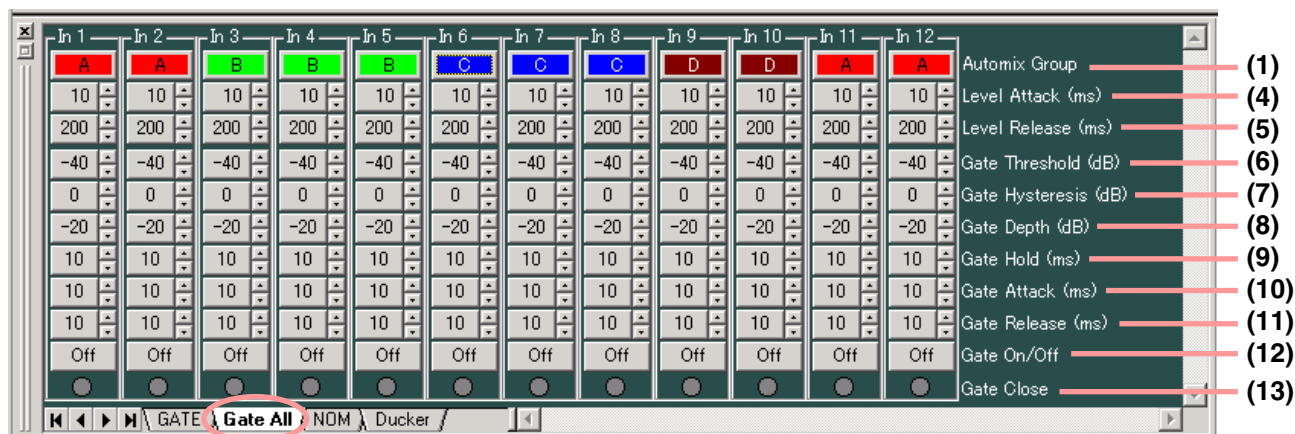 In 1 In 2 In 3 In 4 In 5 In 6 In 7 In 8 In 9 In 10 In 11 In 12
A A B B B C C C D D A A Automix Group (1)
10 10 10 10 10 10 10 10 10 10 10 10 Level Attack (ms) (4)
200 200 200 200 200 200 200 200 200 200 200 200 Level Release (ms) (5)
-40 -40 -40 -40 -40 -40 -40 -40 -40 -40 -40 -40 Gate Threshold (dB) (6)
0 0 0 0 0 0 0 0 0 0 0 0 Gate Hysteresis (dB) (7)
-20 -20 -20 -20 -20 -20 -20 -20 -20 -20 -20 -20 Gate Depth (dB) (8)
10 10 10 10 10 10 10 10 10 10 10 10 Gate Hold (ms) (9)
10 10 10 10 10 10 10 10 10 10 10 10 Gate Attack (ms) (10)
10 10 10 10 10 10 10 10 10 10 10 10 Gate Release (ms) (11)
Off Off Off Off Off Off Off Off Off Off Off Off Gate On/Off (12)
Gate Close (13)
GATE Gate All NOM Ducker